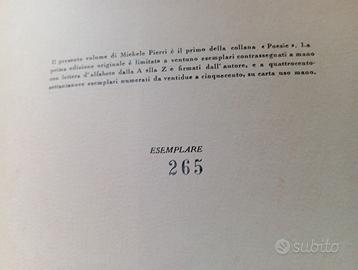 Il presente volume di Michele Pierri è il primo della collana « Poesie ». La
prima edizione originale è limitata a ventuno esemplari contrassegnati a mano
con lettera d'alfabeto dalla A alla Z e firmati dall'autore, e a quattrocento-
settantanove esemplari numerati da ventidue a cinquecento, su carta uso mano.
ESEMPLARE
265
subito